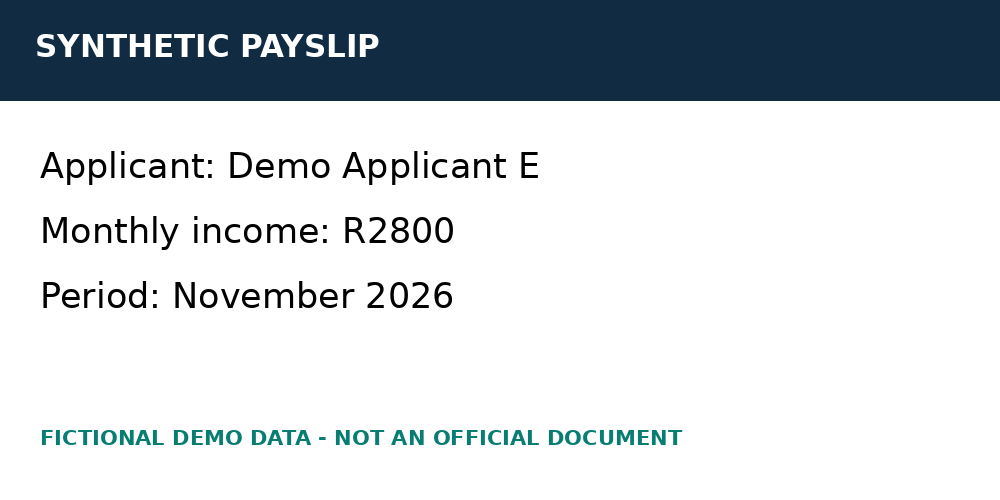 SYNTHETIC PAYSLIP
Applicant: Demo Applicant E
Monthly income: R2800
Period: November 2026
FICTIONAL DEMO DATA - NOT AN OFFICIAL DOCUMENT